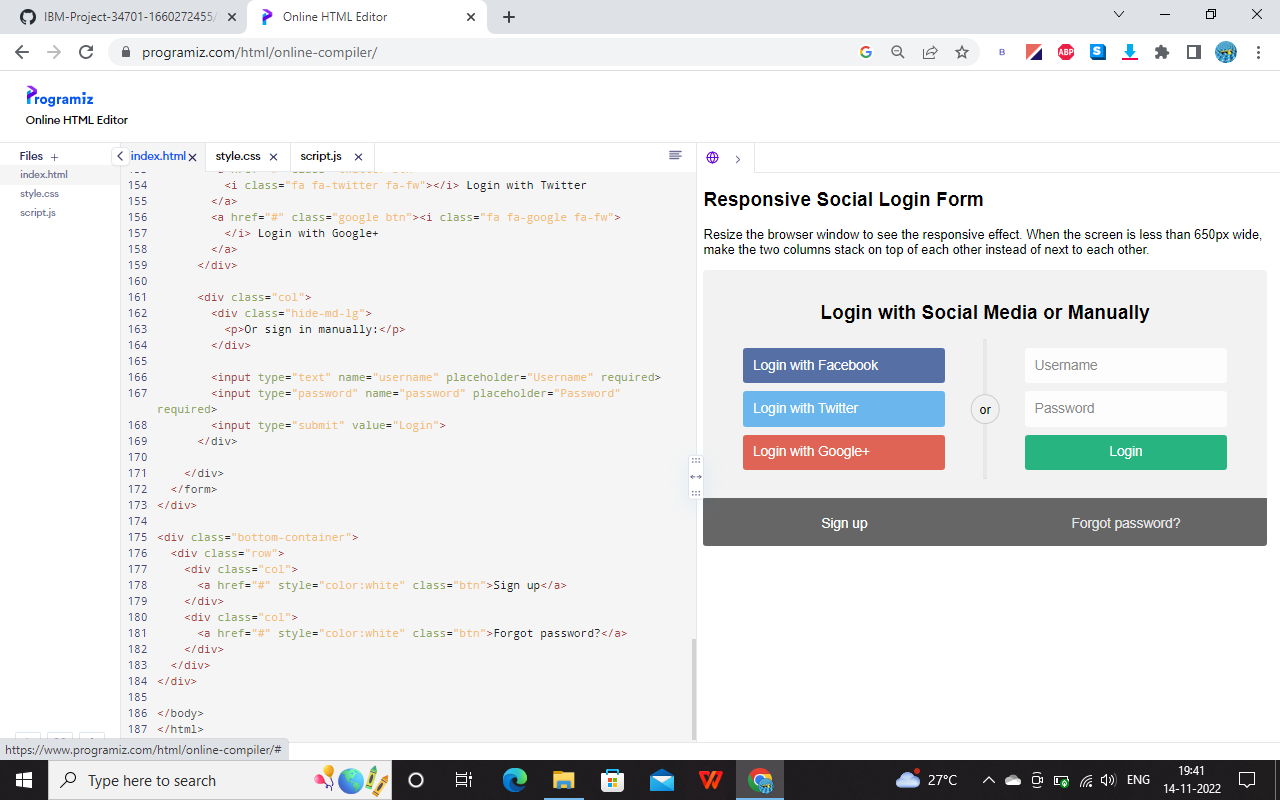 IBM-Project-34701-1660272455/
Online HTML Editor
programiz.com/html/online-compiler/
Programiz
Online HTML Editor
Files +
index.html
style.css
script.js
index.html
style.css
script.js
154 <i class="fa fa-twitter fa-fw"></i> Login with Twitter
155 </a>
156 <a href="#" class="google btn"><i class="fa fa-google fa-fw">
157 </i> Login with Google+
158 </a>
159 </div>
160
161 <div class="col">
162 <div class="hide-md-lg">
163 <p>Or sign in manually:</p>
164 </div>
165
166 <input type="text" name="username" placeholder="Username" required>
167 <input type="password" name="password" placeholder="Password"
required>
168 <input type="submit" value="Login">
169 </div>
170
171 </div>
172 </form>
173 </div>
174
175 <div class="bottom-container">
176 <div class="row">
177 <div class="col">
178 <a href="#" style="color:white" class="btn">Sign up</a>
179 </div>
180 <div class="col">
181 <a href="#" style="color:white" class="btn">Forgot password?</a>
182 </div>
183 </div>
184 </div>
185
186 </body>
187 </html>
Responsive Social Login Form
Resize the browser window to see the responsive effect. When the screen is less than 650px wide,
make the two columns stack on top of each other instead of next to each other.
Login with Social Media or Manually
Login with Facebook
Login with Twitter
Login with Google+
or
Username
Password
Login
Sign up
Forgot password?
https://www.programiz.com/html/online-compiler/#
Type here to search
27°C
ENG
19:41
14-11-2022